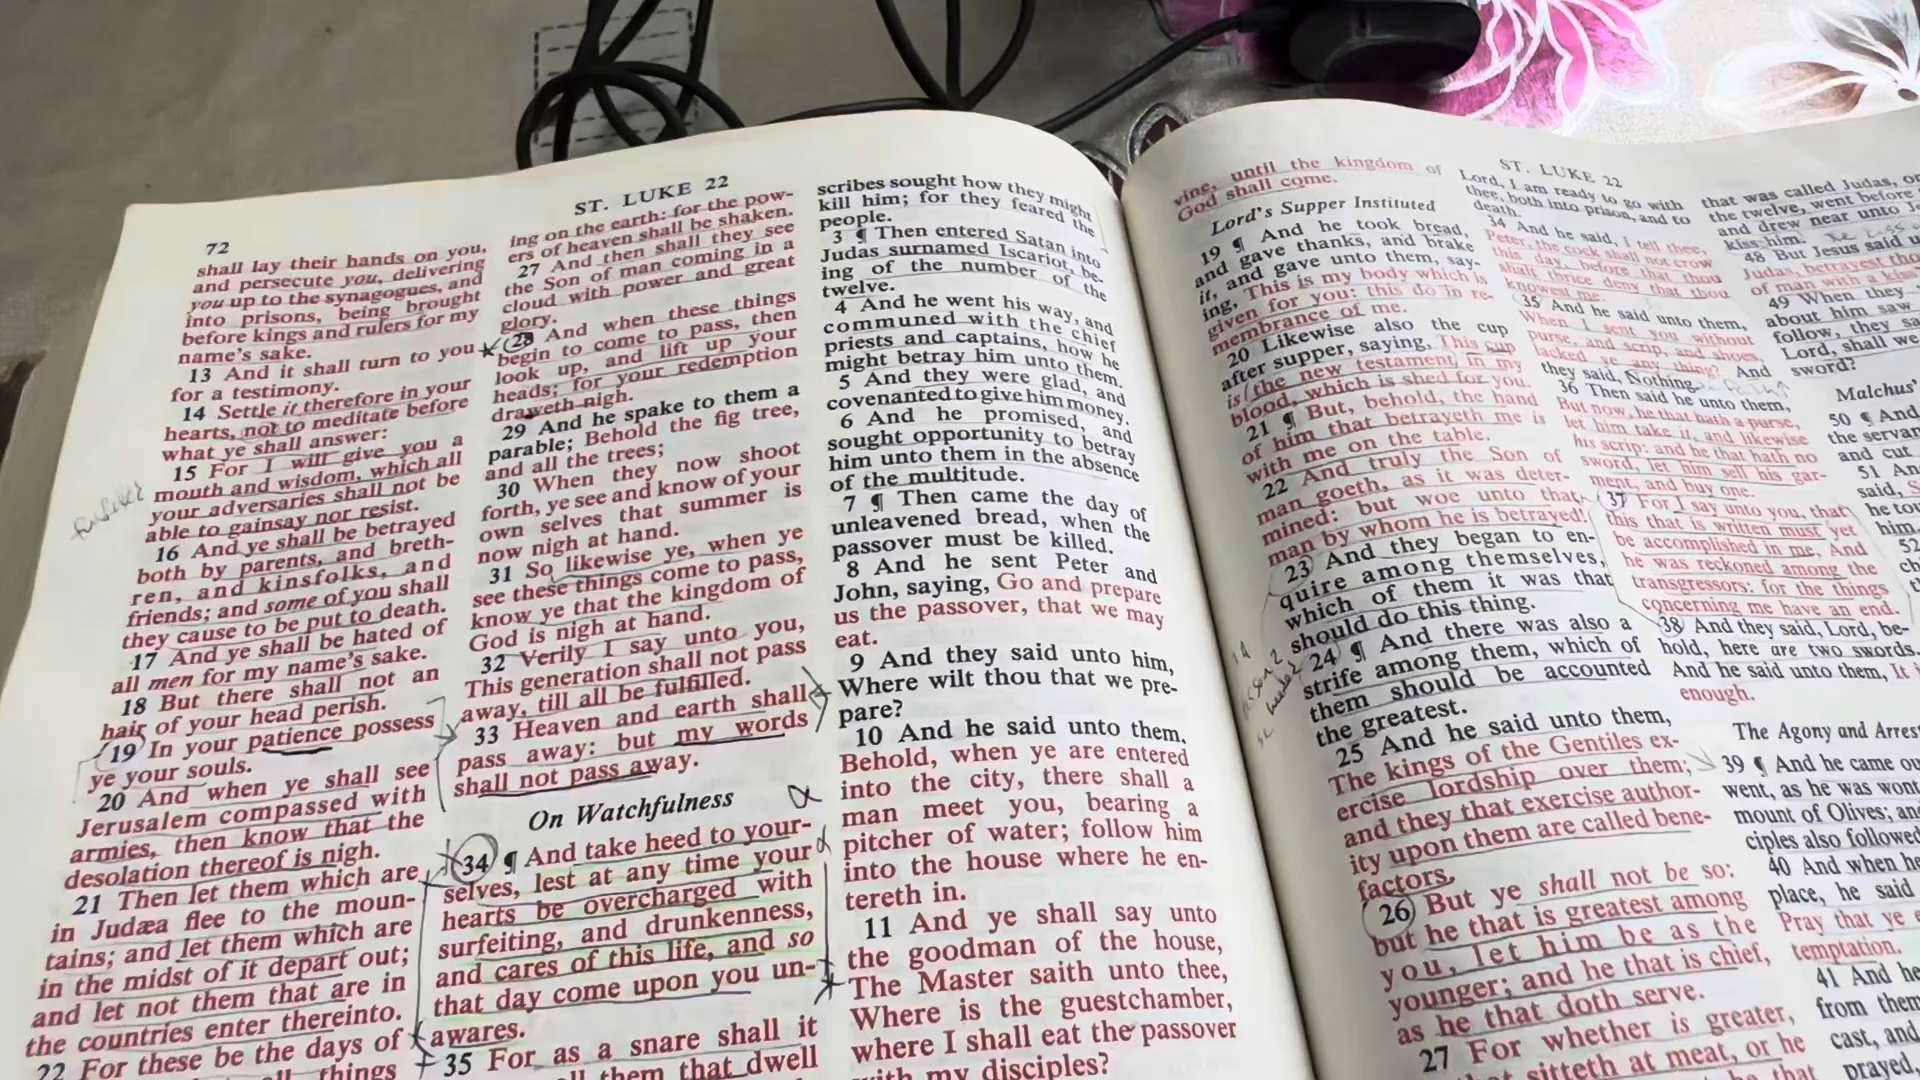 72
ST. LUKE 22
shall lay their hands on you,
and persecute you, delivering
you up to the synagogues, and
into prisons, being brought
before kings and rulers for my
name's sake.
13 And it shall turn to you
for a testimony.
14 Settle it therefore in your
hearts, not to meditate before
what ye shall answer:
15 For I will give you a
mouth and wisdom, which all
your adversaries shall not be
able to gainsay nor resist.
16 And ye shall be betrayed
both by parents, and breth-
ren, and kinsfolks, and
friends; and some of you shall
they cause to be put to death.
17 And ye shall be hated of
all men for my name's sake.
18 But there shall not an
hair of your head perish.
19 In your patience possess
ye your souls.
20 And when ye shall see
Jerusalem compassed with
armies, then know that the
desolation thereof is nigh.
21 Then let them which are
in Judæa flee to the moun-
tains; and let them which are
in the midst of it depart out;
and let not them that are in
the countries enter thereinto.
22 For these be the days of
all things
ing on the earth: for the pow-
ers of heaven shall be shaken.
27 And then shall they see
the Son of man coming in a
cloud with power and great
glory.
28 And when these things
begin to come to pass, then
look up, and lift up your
heads; for your redemption
draweth nigh.
29 And he spake to them a
parable; Behold the fig tree,
and all the trees;
30 When they now shoot
forth, ye see and know of your
own selves that summer is
now nigh at hand.
31 So likewise ye, when ye
see these things come to pass,
know ye that the kingdom of
God is nigh at hand.
32 Verily I say unto you,
This generation shall not pass
away, till all be fulfilled.
33 Heaven and earth shall
pass away: but my words
shall not pass away.
On Watchfulness
34 ¶ And take heed to your-
selves, lest at any time your
hearts be overcharged with
surfeiting, and drunkenness,
and cares of this life, and so
that day come upon you un-
awares.
35 For as a snare shall it
all them that dwell
scribes sought how they might
kill him; for they feared the
people.
3 ¶ Then entered Satan into
Judas surnamed Iscariot, be-
ing of the number of the
twelve.
4 And he went his way, and
communed with the chief
priests and captains, how he
might betray him unto them.
5 And they were glad, and
covenanted to give him money.
6 And he promised, and
sought opportunity to betray
him unto them in the absence
of the multitude.
7 ¶ Then came the day of
unleavened bread, when the
passover must be killed.
8 And he sent Peter and
John, saying, Go and prepare
us the passover, that we may
eat.
9 And they said unto him,
Where wilt thou that we pre-
pare?
10 And he said unto them,
Behold, when ye are entered
into the city, there shall a
man meet you, bearing a
pitcher of water; follow him
into the house where he en-
tereth in.
11 And ye shall say unto
the goodman of the house,
The Master saith unto thee,
Where is the guestchamber,
where I shall eat the passover
with my disciples?
ST. LUKE 22
vine, until the kingdom of
God shall come.
Lord's Supper Instituted
19 ¶ And he took bread,
and gave thanks, and brake
it, and gave unto them, say-
ing, This is my body which is
given for you: this do in re-
membrance of me.
20 Likewise also the cup
after supper, saying, This cup
is the new testament in my
blood, which is shed for you.
21 ¶ But, behold, the hand
of him that betrayeth me is
with me on the table.
22 And truly the Son of
man goeth, as it was deter-
mined: but woe unto that
man by whom he is betrayed!
23 And they began to en-
quire among themselves,
which of them it was that
should do this thing.
24 ¶ And there was also a
strife among them, which of
them should be accounted
the greatest.
25 And he said unto them,
The kings of the Gentiles ex-
ercise lordship over them;
and they that exercise author-
ity upon them are called bene-
factors.
26 But ye shall not be so:
but he that is greatest among
you, let him be as the
younger; and he that is chief,
as he that doth serve.
27 For whether is greater,
that sitteth at meat, or he
Lord, I am ready to go with
thee, both into prison, and to
death.
34 And he said, I tell thee,
Peter, the cock shall not crow
this day, before that thou
shalt thrice deny that thou
knowest me.
35 And he said unto them,
When I sent you without
purse, and scrip, and shoes,
lacked ye any thing? And
they said, Nothing.
36 Then said he unto them,
But now, he that hath a purse,
let him take it, and likewise
his scrip: and he that hath no
sword, let him sell his gar-
ment, and buy one.
37 For I say unto you, that
this that is written must yet
be accomplished in me, And
he was reckoned among the
transgressors: for the things
concerning me have an end.
38 And they said, Lord, be-
hold, here are two swords.
And he said unto them, It i
enough.
The Agony and Arres
39 ¶ And he came ou
went, as he was wont
mount of Olives; and
ciples also followed
40 And when he
place, he said
Pray that ye e
temptation.
41 And he
from them
cast, and
prayed,
that was called Judas, on
the twelve, went before
and drew near unto J
kiss him.
48 But Jesus said u
Judas, betrayest tho
of man with a kiss
49 When they
about him saw
follow, they sa
Lord, shall we
sword?
Malchus'
50 ¶ And
the servan
and cut
51 An
said, S
he tou
him.
52